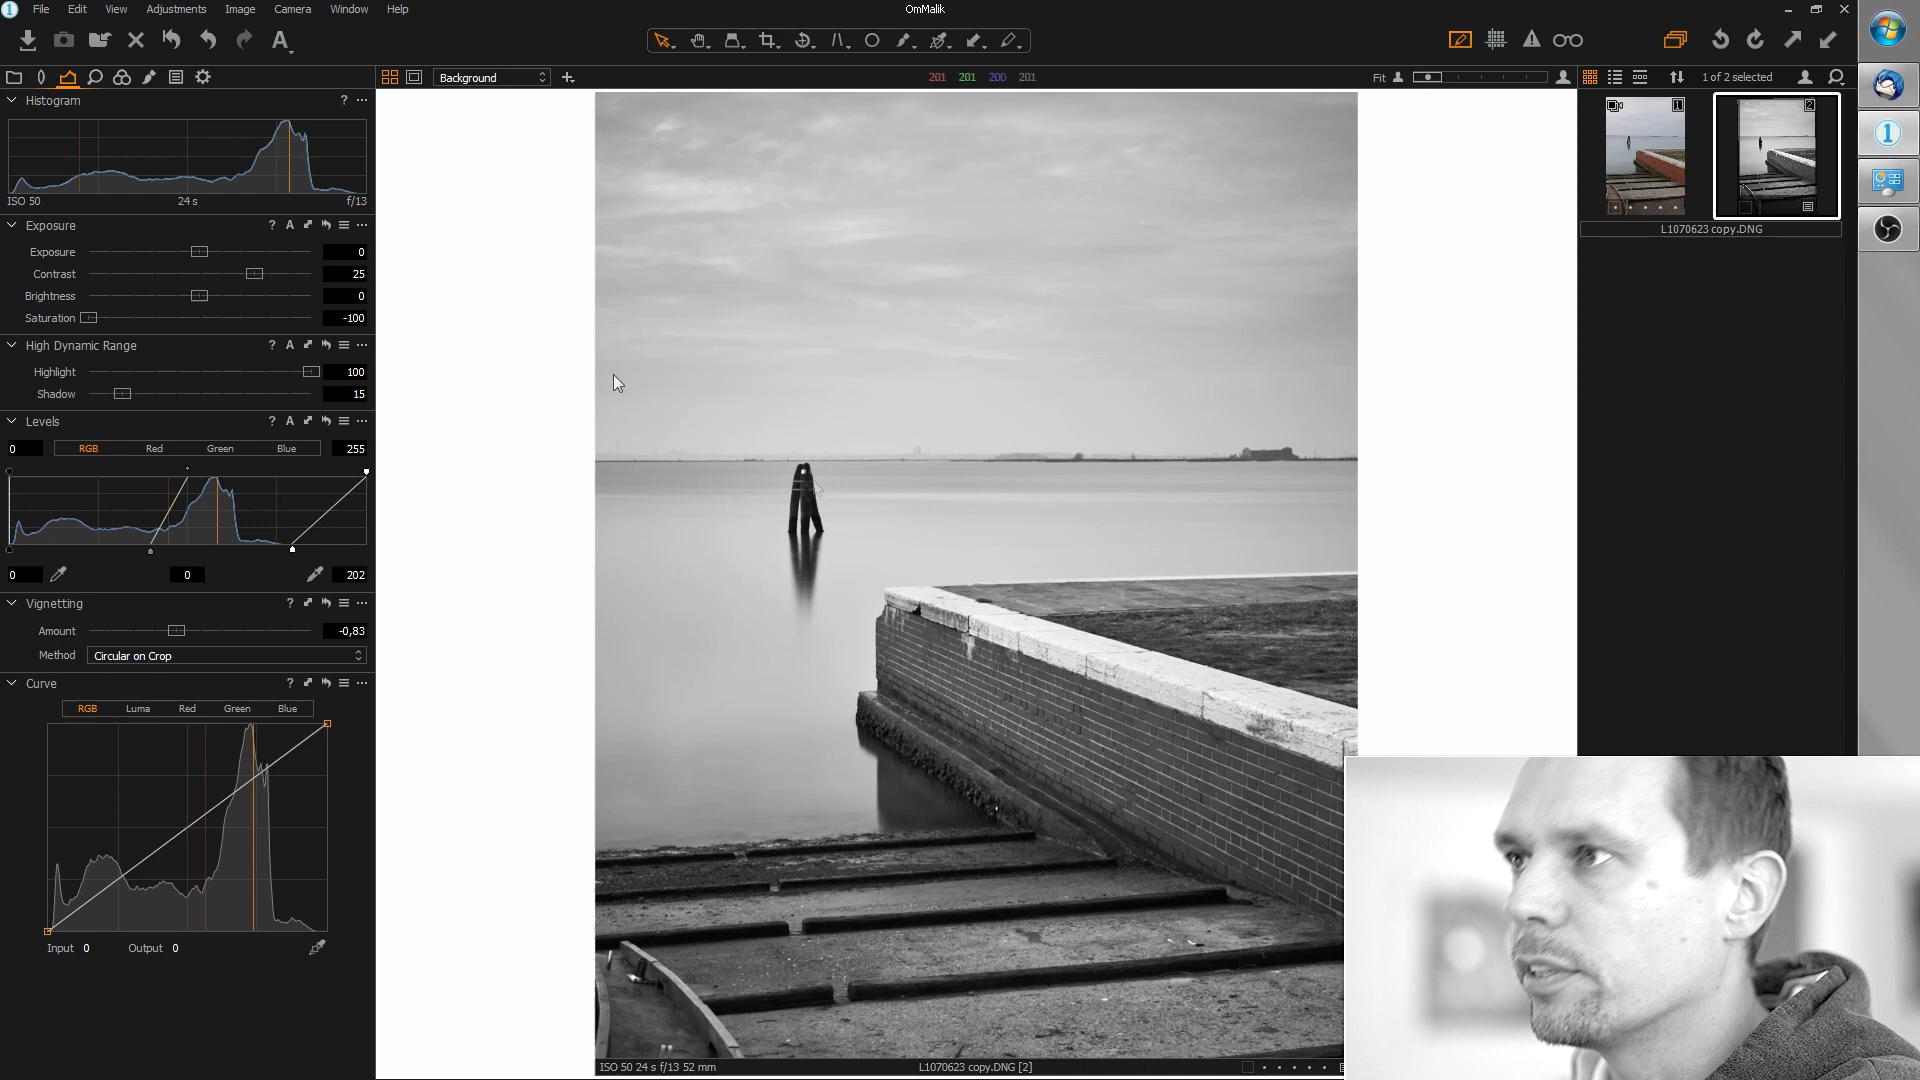 File Edit View Adjustments Image Camera Window Help
OmMalik
Background
201 201 200 201
Fit
1 of 2 selected
Histogram
ISO 50 24 s f/13
Exposure
Exposure 0
Contrast 25
Brightness 0
Saturation -100
High Dynamic Range
Highlight 100
Shadow 15
Levels
0 RGB Red Green Blue 255
0 0 202
Vignetting
Amount -0,83
Method Circular on Crop
Curve
RGB Luma Red Green Blue
Input 0 Output 0
1
2
L1070623 copy.DNG
ISO 50 24 s f/13 52 mm
L1070623 copy.DNG [2]